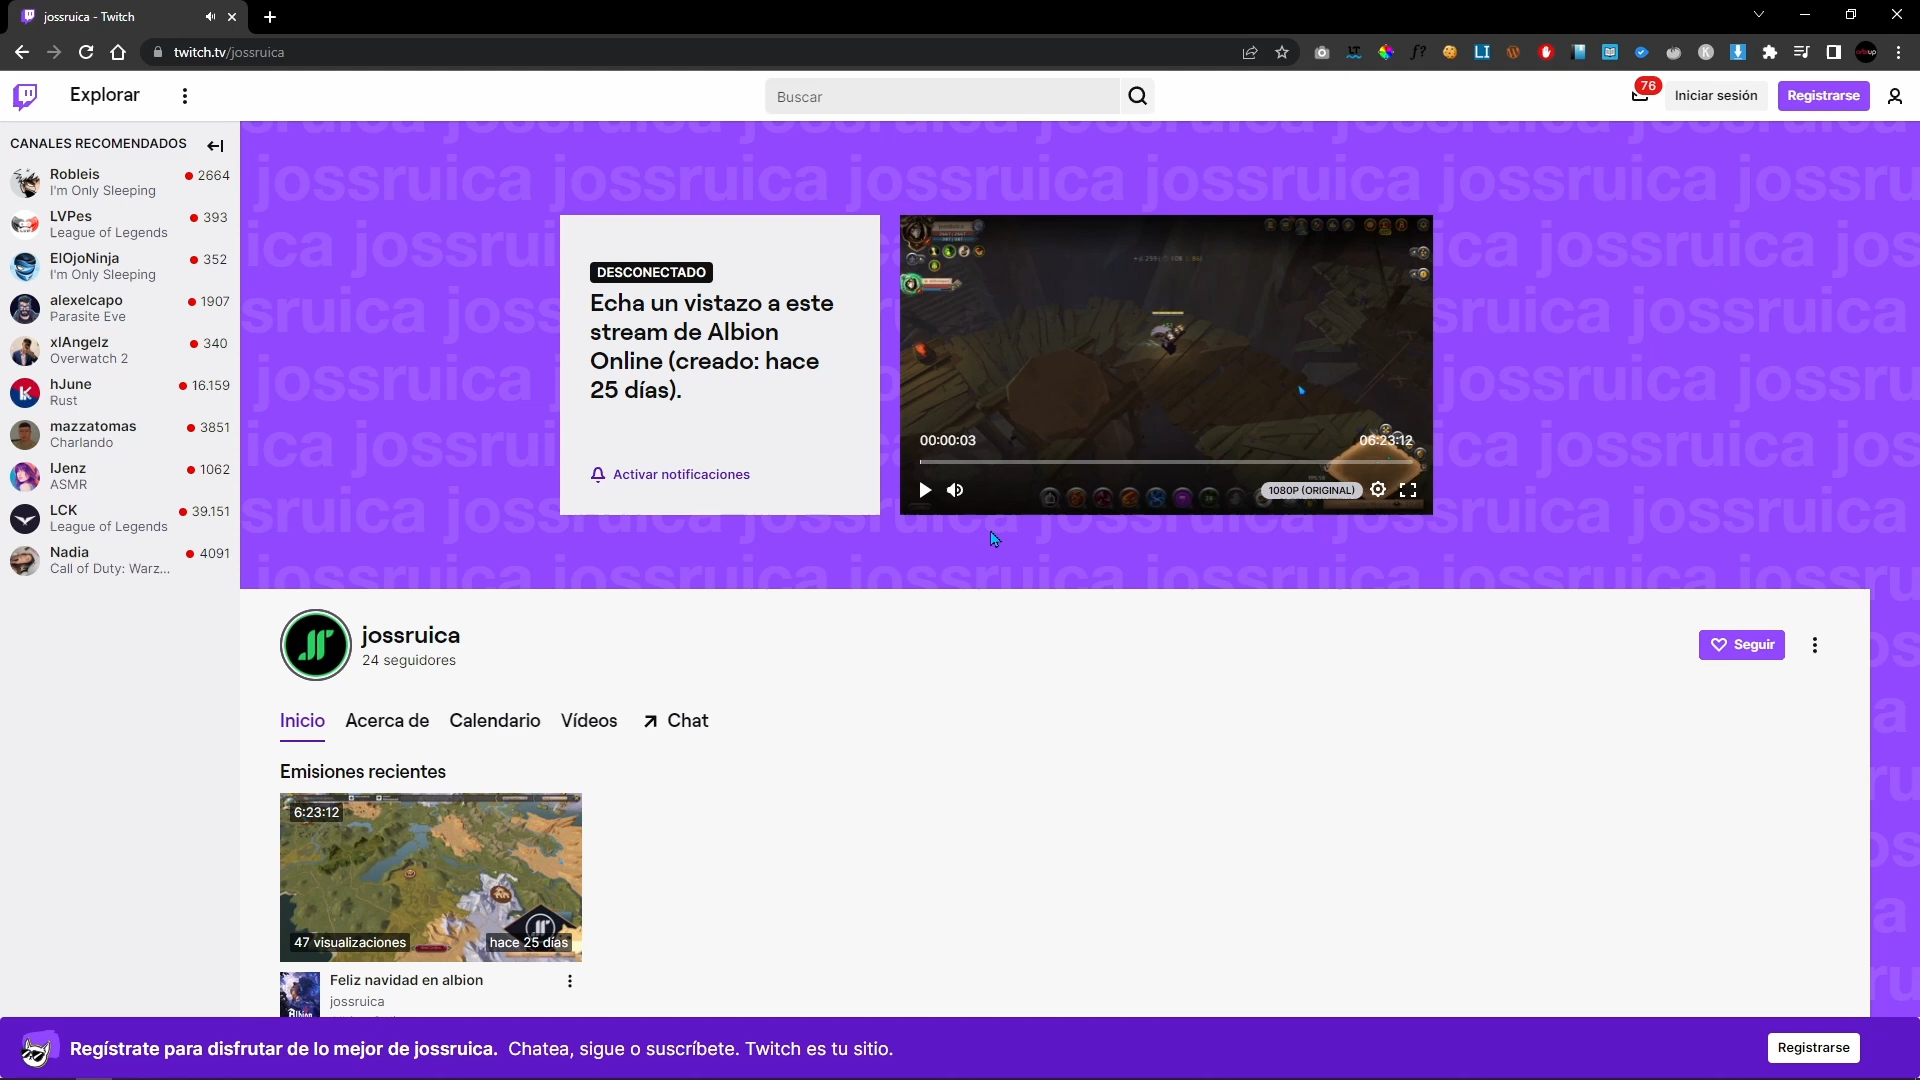 jossruica - Twitch
twitch.tv/jossruica
Explorar
Buscar
76
Iniciar sesión
Registrarse
CANALES RECOMENDADOS
Robleis
2664
I'm Only Sleeping
LVPes
393
League of Legends
ElOjoNinja
352
I'm Only Sleeping
alexelcapo
1907
Parasite Eve
xlAngelz
340
Overwatch 2
hJune
16.159
Rust
mazzatomas
3851
Charlando
IJenz
1062
ASMR
LCK
39.151
League of Legends
Nadia
4091
Call of Duty: Warz...
jossruica jossruica jossruica jossruica jossruica
DESCONECTADO
Echa un vistazo a este
stream de Albion
Online (creado: hace
25 días).
Activar notificaciones
00:00:03
06:23:12
1080P (ORIGINAL)
jossruica
24 seguidores
Seguir
Inicio
Acerca de
Calendario
Vídeos
Chat
Emisiones recientes
6:23:12
47 visualizaciones
hace 25 días
Feliz navidad en albion
jossruica
Albion
Regístrate para disfrutar de lo mejor de jossruica. Chatea, sigue o suscríbete. Twitch es tu sitio.
Registrarse